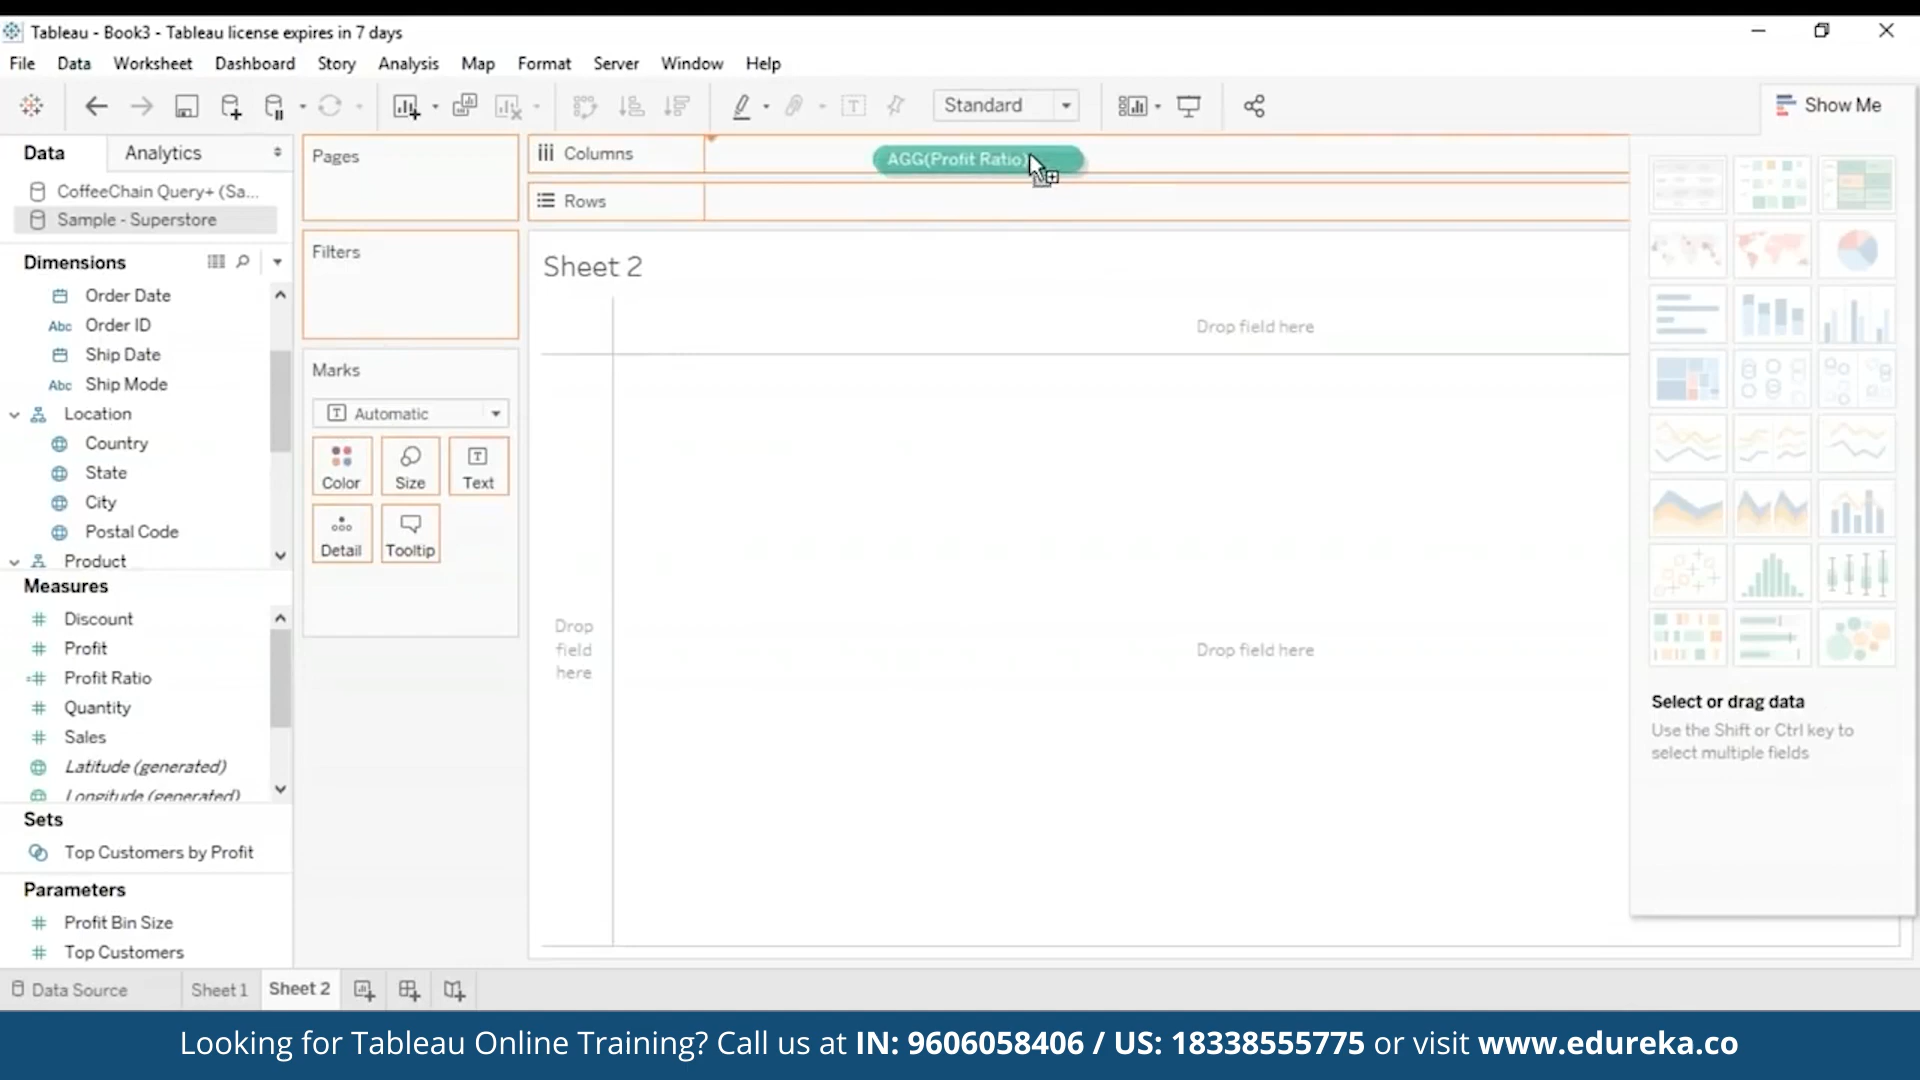 Tableau - Book3 - Tableau license expires in 7 days
File Data Worksheet Dashboard Story Analysis Map Format Server Window Help
Standard
Show Me
Data Analytics
CoffeeChain Query+ (Sa...
Sample - Superstore
Dimensions
Order Date
Abc Order ID
Ship Date
Abc Ship Mode
Location
Country
State
City
Postal Code
Product
Measures
Discount
Profit
Profit Ratio
Quantity
Sales
Latitude (generated)
Longitude (generated)
Sets
Top Customers by Profit
Parameters
Profit Bin Size
Top Customers
Pages
Filters
Marks
Automatic
Color Size Text
Detail Tooltip
Columns
AGG(Profit Ratio)
Rows
Sheet 2
Drop field here
Drop
field
here
Drop field here
Select or drag data
Use the Shift or Ctrl key to
select multiple fields
Data Source Sheet 1 Sheet 2
Looking for Tableau Online Training? Call us at IN: 9606058406 / US: 18338555775 or visit www.edureka.co